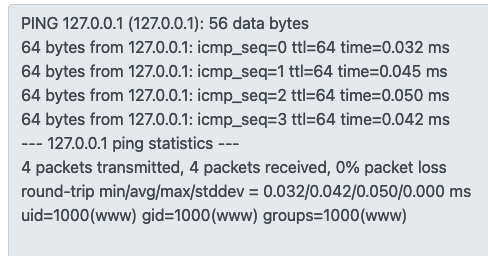 PING 127.0.0.1 (127.0.0.1): 56 data bytes
64 bytes from 127.0.0.1: icmp_seq=0 ttl=64 time=0.032 ms
64 bytes from 127.0.0.1: icmp_seq=1 ttl=64 time=0.045 ms
64 bytes from 127.0.0.1: icmp_seq=2 ttl=64 time=0.050 ms
64 bytes from 127.0.0.1: icmp_seq=3 ttl=64 time=0.042 ms
--- 127.0.0.1 ping statistics ---
4 packets transmitted, 4 packets received, 0% packet loss
round-trip min/avg/max/stddev = 0.032/0.042/0.050/0.000 ms
uid=1000(www) gid=1000(www) groups=1000(www)